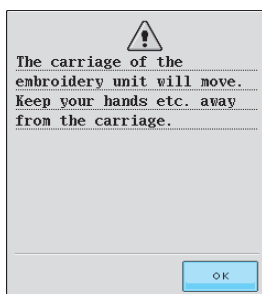 The carriage of the
embroidery unit will move.
Keep your hands etc. away
from the carriage.
OK